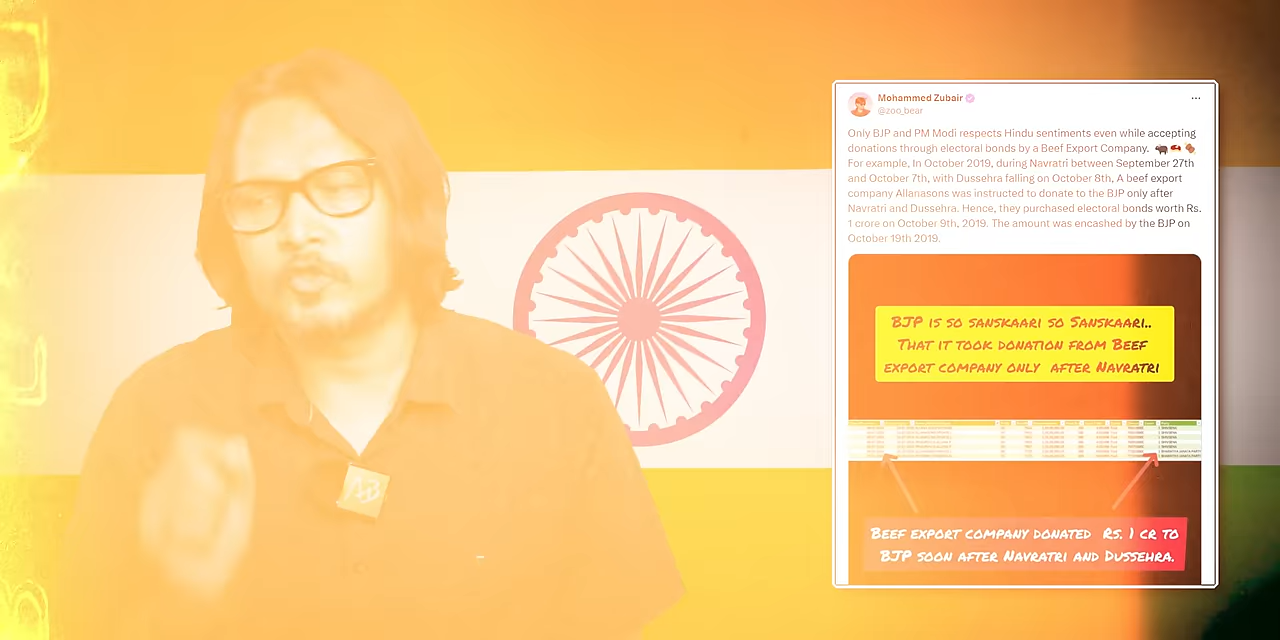 Mohammed Zubair
@zoo_bear
Only BJP and PM Modi respects Hindu sentiments even while accepting
donations through electoral bonds by a Beef Export Company.
For example, In October 2019, during Navratri between September 27th
and October 7th, with Dussehra falling on October 8th, A beef export
company Allanasons was instructed to donate to the BJP only after
Navratri and Dussehra. Hence, they purchased electoral bonds worth Rs.
1 crore on October 9th, 2019. The amount was encashed by the BJP on
October 19th 2019.
BJP is so sanskaari so Sanskaari..
That it took donation from Beef
export company only after Navratri
Beef export company donated Rs. 1 cr to
BJP soon after Navratri and Dussehra.
AB